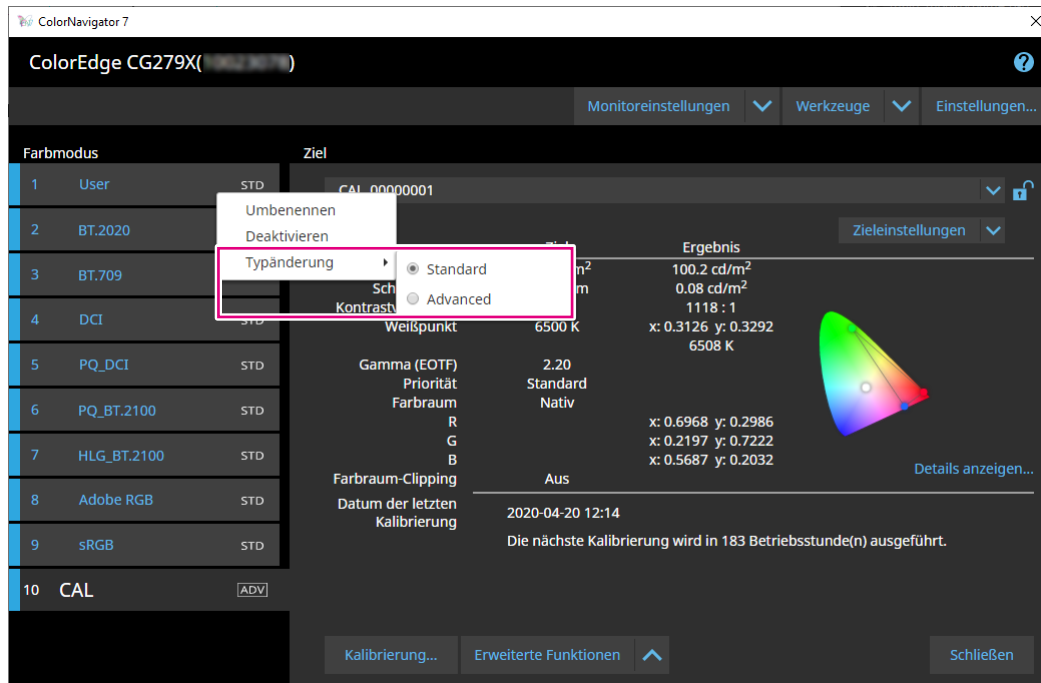 ColorNavigator 7
ColorEdge CG279X( )
Monitoreinstellungen Werkzeuge Einstellungen...
Farbmodus
Ziel
1 User STD
2 BT.2020
3 BT.709
4 DCI STD
5 PQ_DCI STD
6 PQ_BT.2100 STD
7 HLG_BT.2100 STD
8 Adobe RGB STD
9 sRGB STD
10 CAL ADV
Umbenennen
Deaktivieren
Typänderung
Standard
Advanced
CAL 00000001
Zieleinstellungen
Ergebnis
m² 100.2 cd/m²
Sch m 0.08 cd/m²
Kontrastv 1118 : 1
Weißpunkt 6500 K x: 0.3126 y: 0.3292
6508 K
Gamma (EOTF) 2.20
Priorität Standard
Farbraum Nativ
R x: 0.6968 y: 0.2986
G x: 0.2197 y: 0.7222
B x: 0.5687 y: 0.2032
Details anzeigen...
Farbraum-Clipping Aus
Datum der letzten
Kalibrierung
2020-04-20 12:14
Die nächste Kalibrierung wird in 183 Betriebsstunde(n) ausgeführt.
Kalibrierung... Erweiterte Funktionen Schließen